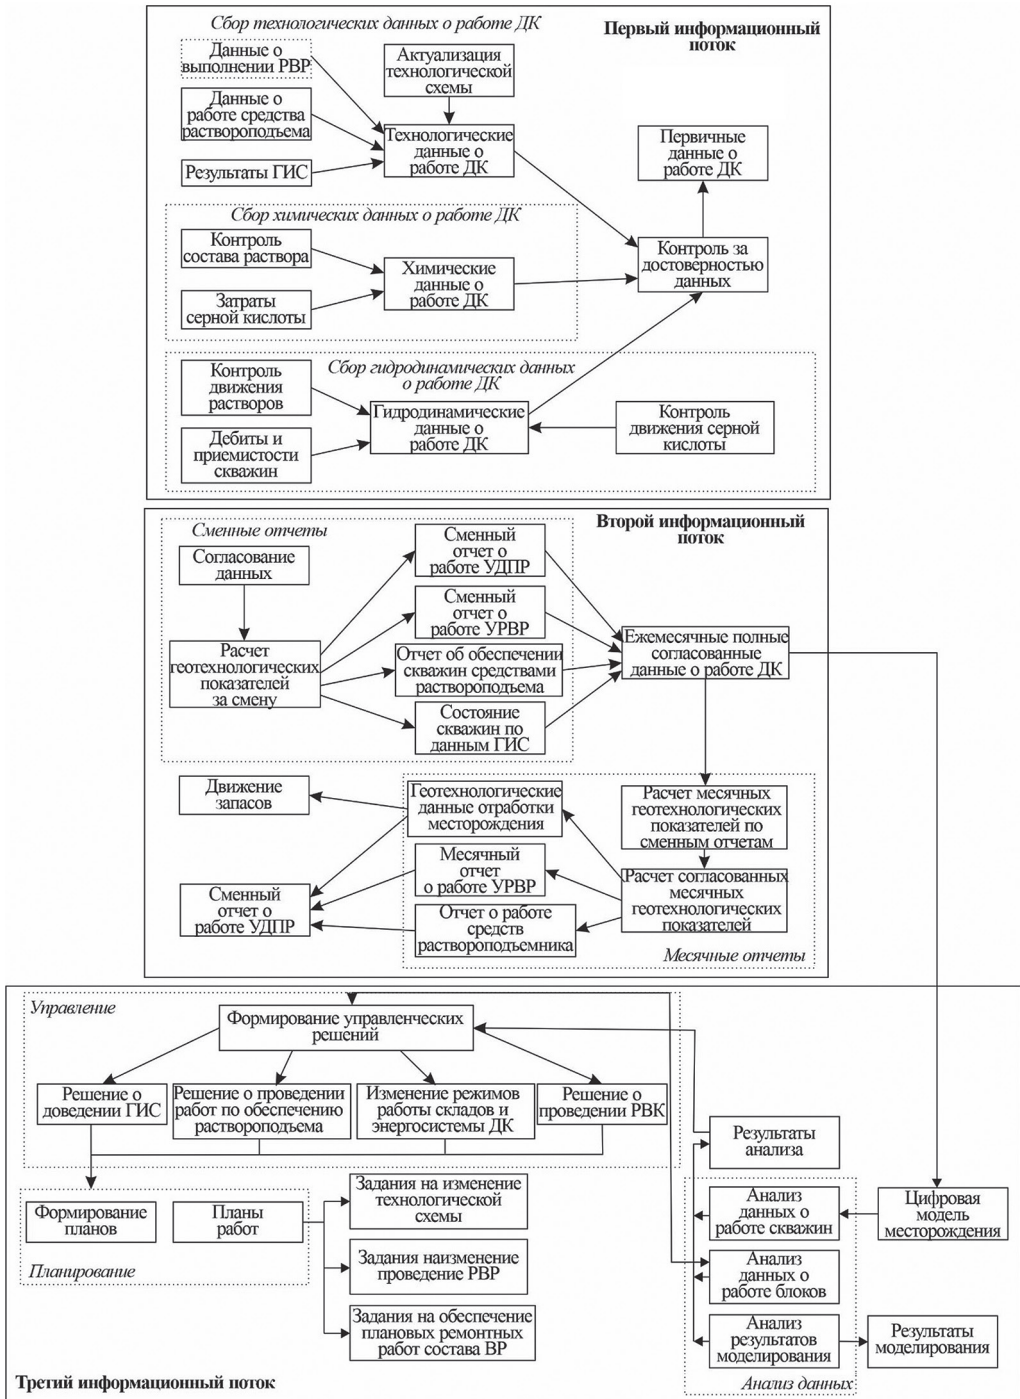 Сбор технологических данных о работе ДК
Первый информационный
поток
Данные о
выполнении РВР
Актуализация
технологической
схемы
Данные о
работе средства
раствороподъема
Технологические
данные о
работе ДК
Первичные
данные о
работе ДК
Результаты ГИС
Сбор химических данных о работе ДК
Контроль
состава раствора
Химические
данные о
работе ДК
Контроль за
достоверностью
данных
Затраты
серной кислоты
Сбор гидродинамических данных
о работе ДК
Контроль
движения
растворов
Гидродинамические
данные о
работе ДК
Контроль
движения серной
кислоты
Дебиты и
приемистости
скважин
Сменные отчеты
Второй информационный
поток
Согласование
данных
Сменный
отчет о
работе УДПР
Сменный
отчет о
работе УРВР
Расчет
геотехнологических
показателей
за смену
Отчет об обеспечении
скважин средствами
раствороподъема
Ежемесячные полные
согласованные
данные о работе ДК
Состояние
скважин по
данным ГИС
Движение
запасов
Геотехнологические
данные отработки
месторождения
Расчет месячных
геотехнологических
показателей по
сменным отчетам
Месячный
отчет
о работе УРВР
Расчет согласованных
месячных
геотехнологических
показателей
Сменный
отчет о
работе УДПР
Отчет о работе
средств
раствороподъемника
Месячные отчеты
Управление
Формирование управленческих
решений
Решение о
доведении ГИС
Решение о проведении
работ по обеспечению
раствороподъема
Изменение режимов
работы складов и
энергосистемы ДК
Решение о
проведении РВК
Результаты
анализа
Формирование
планов
Планы
работ
Задания на изменение
технологической
схемы
Анализ
данных о
работе скважин
Цифровая
модель
месторождения
Планирование
Задания наизменение
проведение РВР
Анализ
данных о
работе блоков
Задания на обеспечение
плановых ремонтных
работ состава ВР
Анализ
результатов
моделирования
Результаты
моделирования
Третий информационный поток
Анализ данных